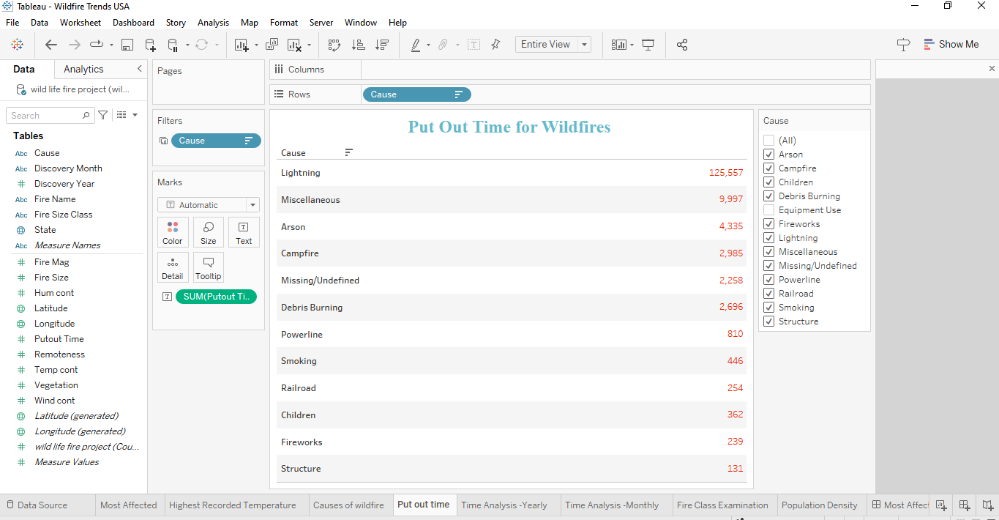 Tableau - Wildfire Trends USA
File Data Worksheet Dashboard Story Analysis Map Format Server Window Help
Entire View
Show Me
Data Analytics
wild life fire project (wil...
Search
Tables
Abc Cause
Abc Discovery Month
Discovery Year
Abc Fire Name
Abc Fire Size Class
State
Abc Measure Names
Fire Mag
Fire Size
Hum cont
Latitude
Longitude
Putout Time
Remoteness
Temp cont
Vegetation
Wind cont
Latitude (generated)
Longitude (generated)
wild life fire project (Cou...
Measure Values
Pages
Filters
Cause
Marks
Automatic
Color Size Text
Detail Tooltip
SUM(Putout Ti..
Columns
Rows Cause
Put Out Time for Wildfires
Cause
Lightning 125,557
Miscellaneous 9,997
Arson 4,335
Campfire 2,985
Missing/Undefined 2,258
Debris Burning 2,696
Powerline 810
Smoking 446
Railroad 254
Children 362
Fireworks 239
Structure 131
Cause
(All)
Arson
Campfire
Children
Debris Burning
Equipment Use
Fireworks
Lightning
Miscellaneous
Missing/Undefined
Powerline
Railroad
Smoking
Structure
Data Source Most Affected Highest Recorded Temperature Causes of wildfire Put out time Time Analysis -Yearly Time Analysis -Monthly Fire Class Examination Population Density Most Affect